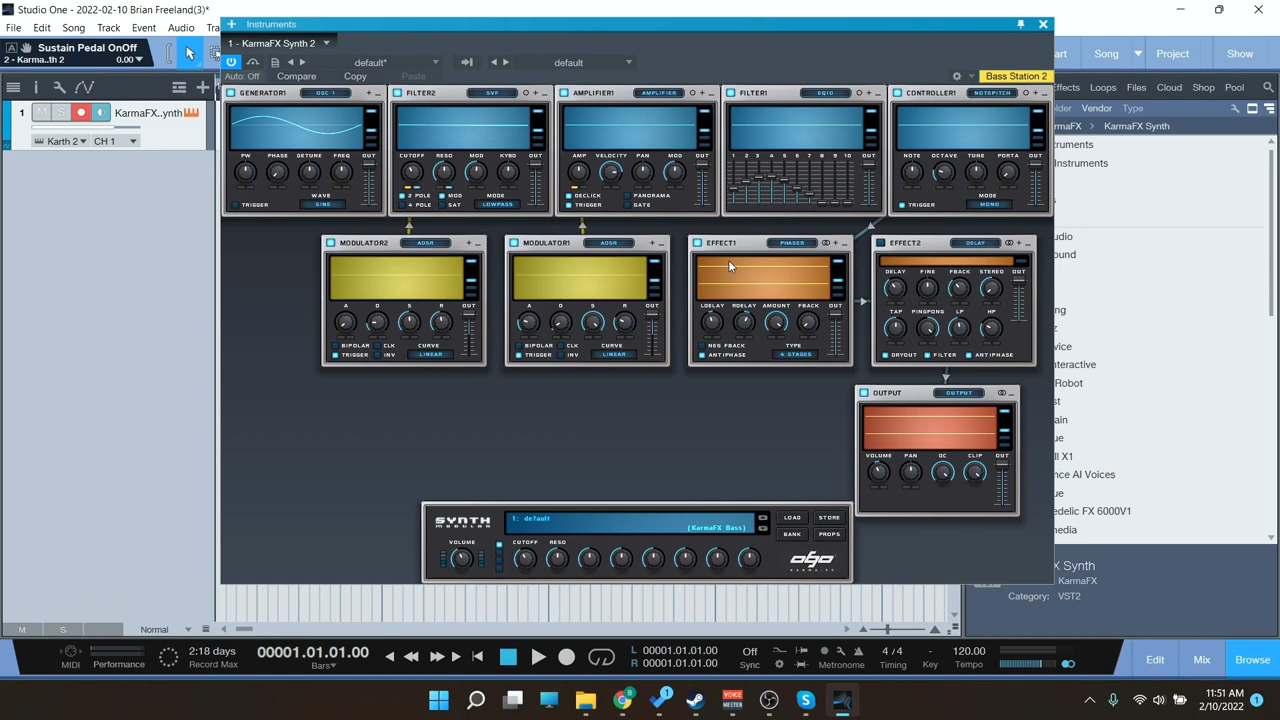 Studio One - 2022-02-10 Brian Freeland(3)*
File Edit Song Track Event Audio Tra
Instruments
Sustain Pedal OnOff
2 - Karma..th 2 0.00
Song Project Show
1 - KarmaFX Synth 2
default* default
Auto: Off Compare Copy Paste Bass Station 2
Effects Loops Files Cloud Shop Pool
Vendor Type
KarmaFX Synth
1 M S KarmaFX..ynth
Karth 2 CH 1
GENERATOR1 OSC 1
PW PHASE DETUNE FREQ OUT
WAVE
TRIGGER SINE
FILTER2 SVF
CUTOFF RESO MOD KYBD OUT
2 POLE MOD MODE
4 POLE SAT LOWPASS
AMPLIFIER1 AMPLIFIER
AMP VELOCITY PAN MOD OUT
DECLICK PANORAMA
TRIGGER GATE
FILTER1 EQ10
1 2 3 4 5 6 7 8 9 10 OUT
CONTROLLER1 NOTEPITCH
NOTE OCTAVE TUNE PORTA OUT
MODE
TRIGGER MONO
MODULATOR2 ADSR
A D S R OUT
BIPOLAR CLK CURVE
TRIGGER INV LINEAR
MODULATOR1 ADSR
A D S R OUT
BIPOLAR CLK CURVE
TRIGGER INV LINEAR
EFFECT1 PHASER
LDELAY RDELAY AMOUNT FBACK OUT
NEG FBACK TYPE
ANTIPHASE 4 STAGES
EFFECT2 DELAY
DELAY FINE FBACK STEREO OUT
TAP PINGPONG LP HP
DRYOUT FILTER ANTIPHASE
OUTPUT OUTPUT
VOLUME PAN DC CLIP OUT
SYNTH
MODULAR
1: default
(KarmaFX Bass)
LOAD STORE
BANK PROPS
VOLUME CUTOFF RESO
X Synth
KarmaFX
Category: VST2
M S Normal
MIDI Performance
2:18 days
Record Max
00001.01.01.00
Bars
L 00001.01.01.00
R 00001.01.01.00
Off
Sync
Metronome
4 / 4
Timing
-
Key
120.00
Tempo
Edit Mix Browse
VOICE
MEETER
11:51 AM
2/10/2022